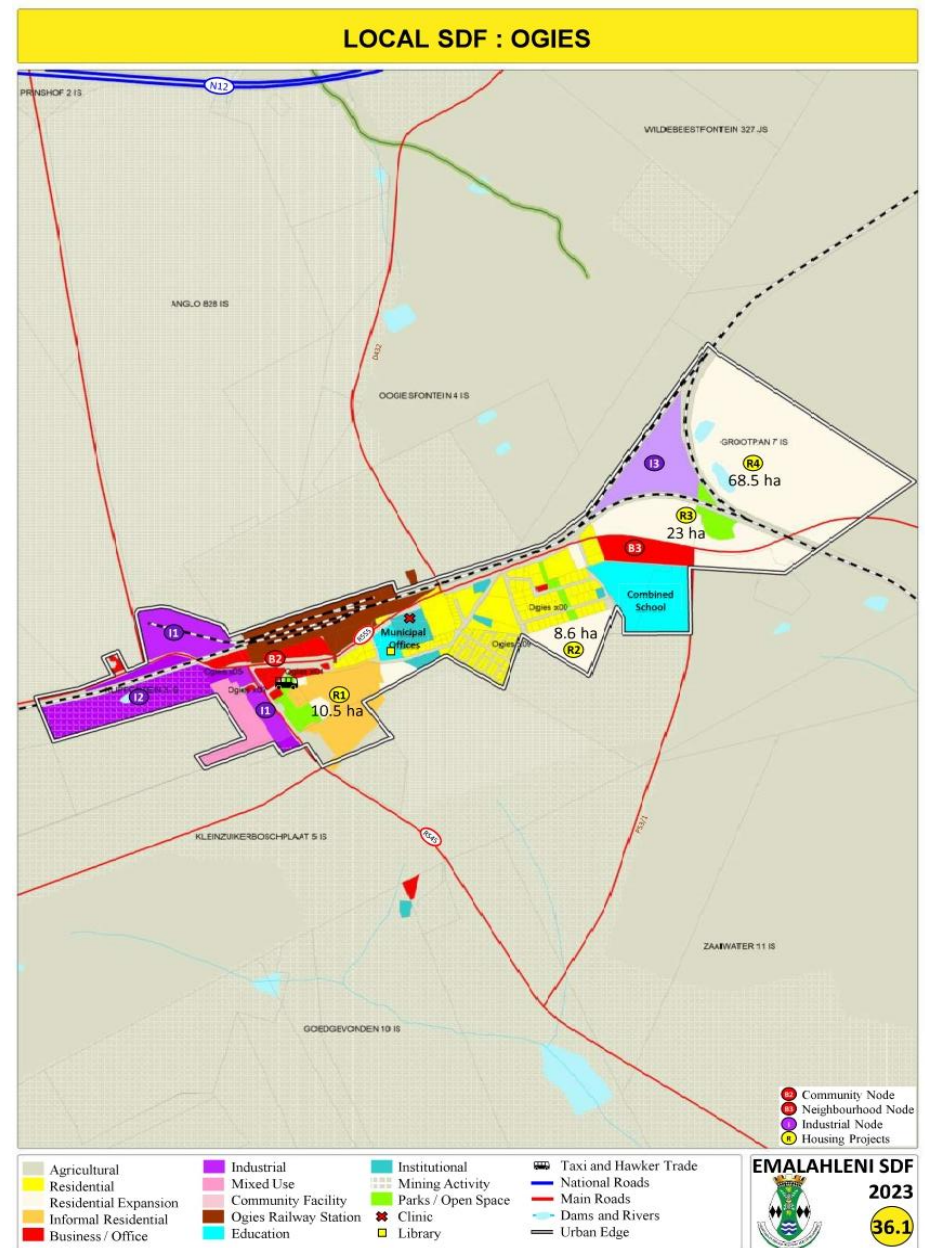 LOCAL SDF : OGIES
N12
PRINSHOF 2 IS
WILDEBEESTFONTEIN 327 JS
ANGLO 828 IS
D432
OOGIESFONTEIN 4 IS
GROOTPAN 7 IS
I3
R4
68.5 ha
R3
23 ha
B3
Combined
School
Ogies
8.6 ha
R2
Municipal
Offices
R555
I1
B2
I2
I1
R1
10.5 ha
KLEINZUIKERBOSCHPLAAT 5 IS
R545
P53/1
ZAAIWATER 11 IS
GOEDGEVONDEN 10 IS
B2 Community Node
B3 Neighbourhood Node
I Industrial Node
R Housing Projects
Agricultural
Residential
Residential Expansion
Informal Residential
Business / Office
Industrial
Mixed Use
Community Facility
Ogies Railway Station
Education
Institutional
Mining Activity
Parks / Open Space
Clinic
Library
Taxi and Hawker Trade
National Roads
Main Roads
Dams and Rivers
Urban Edge
EMALAHLENI SDF
2023
36.1